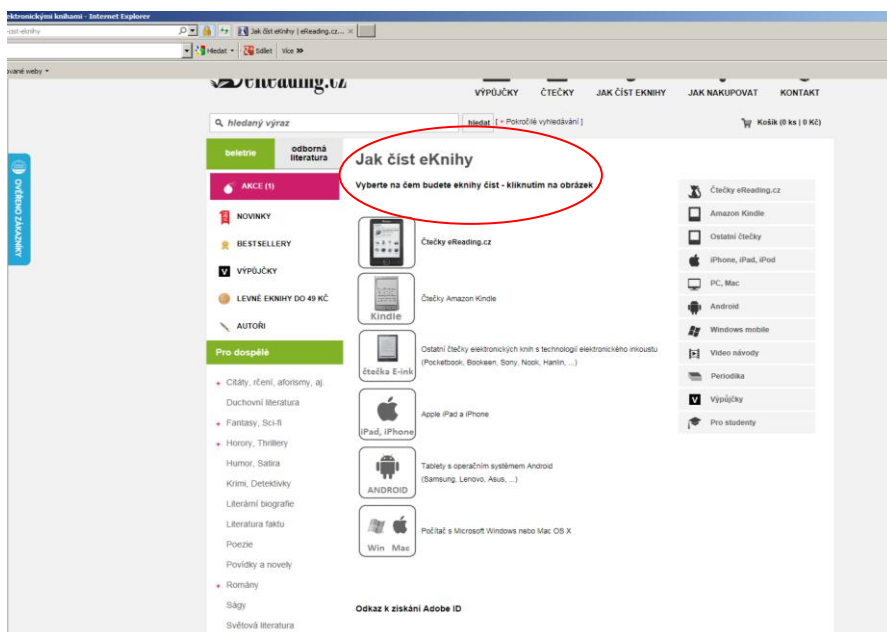 ektronickými knihami - Internet Explorer
cist-eknihy
Jak číst eKnihy | eReading.cz...
Hledat
Sdílet
Více
ované weby
eReading.cz
VÝPŮJČKY
ČTEČKY
JAK ČÍST EKNIHY
JAK NAKUPOVAT
KONTAKT
hledaný výraz
hledat
[ + Pokročilé vyhledávání ]
Košík (0 ks | 0 Kč)
OVĚŘENO ZÁKAZNÍKY
beletrie
odborná
literatura
AKCE (1)
NOVINKY
BESTSELLERY
VÝPŮJČKY
LEVNÉ EKNIHY DO 49 KČ
AUTOŘI
Pro dospělé
+ Citáty, rčení, aforismy, aj.
Duchovní literatura
+ Fantasy, Sci-fi
+ Horory, Thrillery
Humor, Satira
Krimi, Detektivky
Literární biografie
Literatura faktu
Poezie
Povídky a novely
+ Romány
Ságy
Světová literatura
Jak číst eKnihy
Vyberte na čem budete eknihy číst - kliknutím na obrázek
Čtečky eReading.cz
Kindle
Čtečky Amazon Kindle
čtečka E-ink
Ostatní čtečky elektronických knih s technologií elektronického inkoustu
(Pocketbook, Bookeen, Sony, Nook, Hanlin, ...)
iPad, iPhone
Apple iPad a iPhone
ANDROID
Tablety s operačním systémem Android
(Samsung, Lenovo, Asus, ...)
Win Mac
Počítač s Microsoft Windows nebo Mac OS X
Odkaz k získání Adobe ID
Čtečky eReading.cz
Amazon Kindle
Ostatní čtečky
iPhone, iPad, iPod
PC, Mac
Android
Windows mobile
Video návody
Periodika
V Výpůjčky
Pro studenty